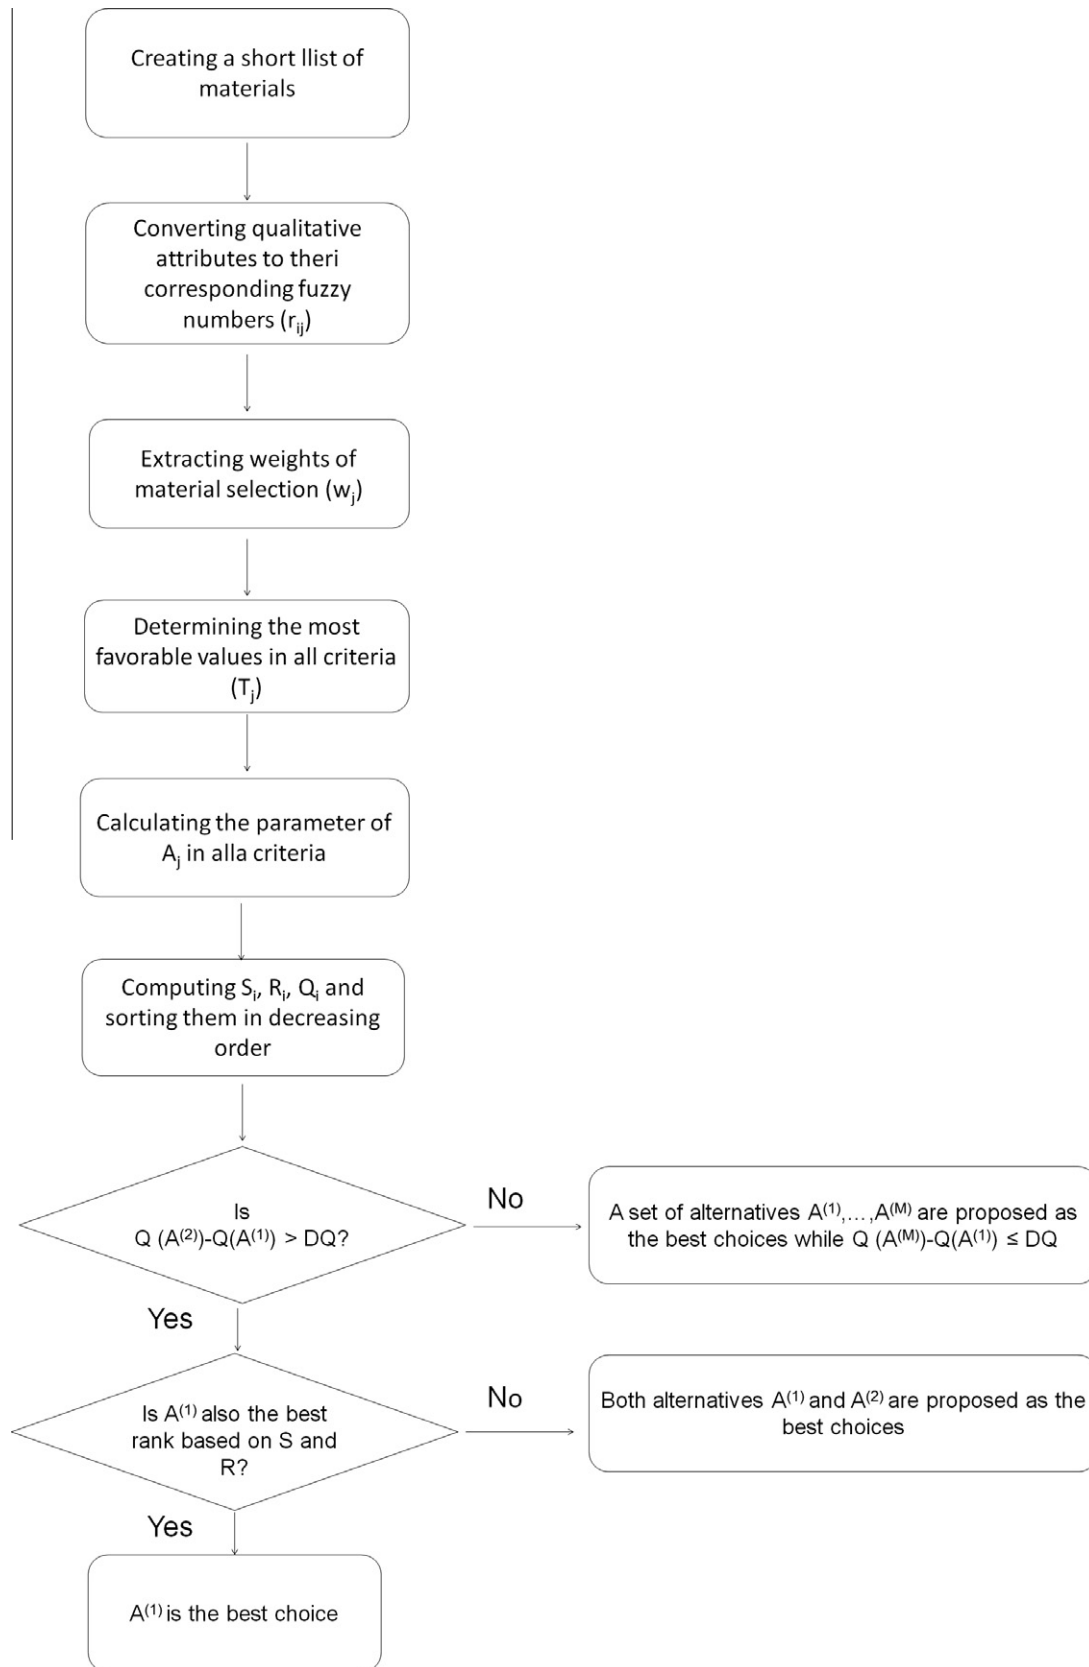 Creating a short llist of
materials
Converting qualitative
attributes to theri
corresponding fuzzy
numbers (rij)
Extracting weights of
material selection (wj)
Determining the most
favorable values in all criteria
(Tj)
Calculating the parameter of
Aj in alla criteria
Computing Si, Ri, Qi and
sorting them in decreasing
order
Is
Q (A(2))-Q(A(1) > DQ?
No
A set of alternatives A(1),…,A(M) are proposed as
the best choices while Q (A(M))-Q(A(1)) ≤ DQ
Yes
Is A(1) also the best
rank based on S and
R?
No
Both alternatives A(1) and A(2) are proposed as the
best choices
Yes
A(1) is the best choice